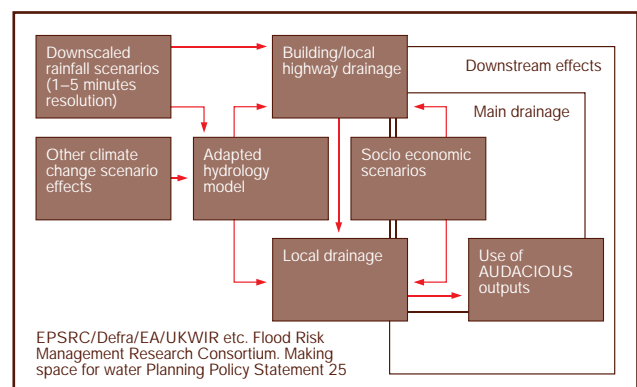 Downscaled
rainfall scenarios
(1–5 minutes
resolution)
Building/local
highway drainage
Downstream effects
Main drainage
Other climate
change scenario
effects
Adapted
hydrology
model
Socio economic
scenarios
Local drainage
Use of
AUDACIOUS
outputs
EPSRC/Defra/EA/UKWIR etc. Flood Risk
Management Research Consortium. Making
space for water Planning Policy Statement 25